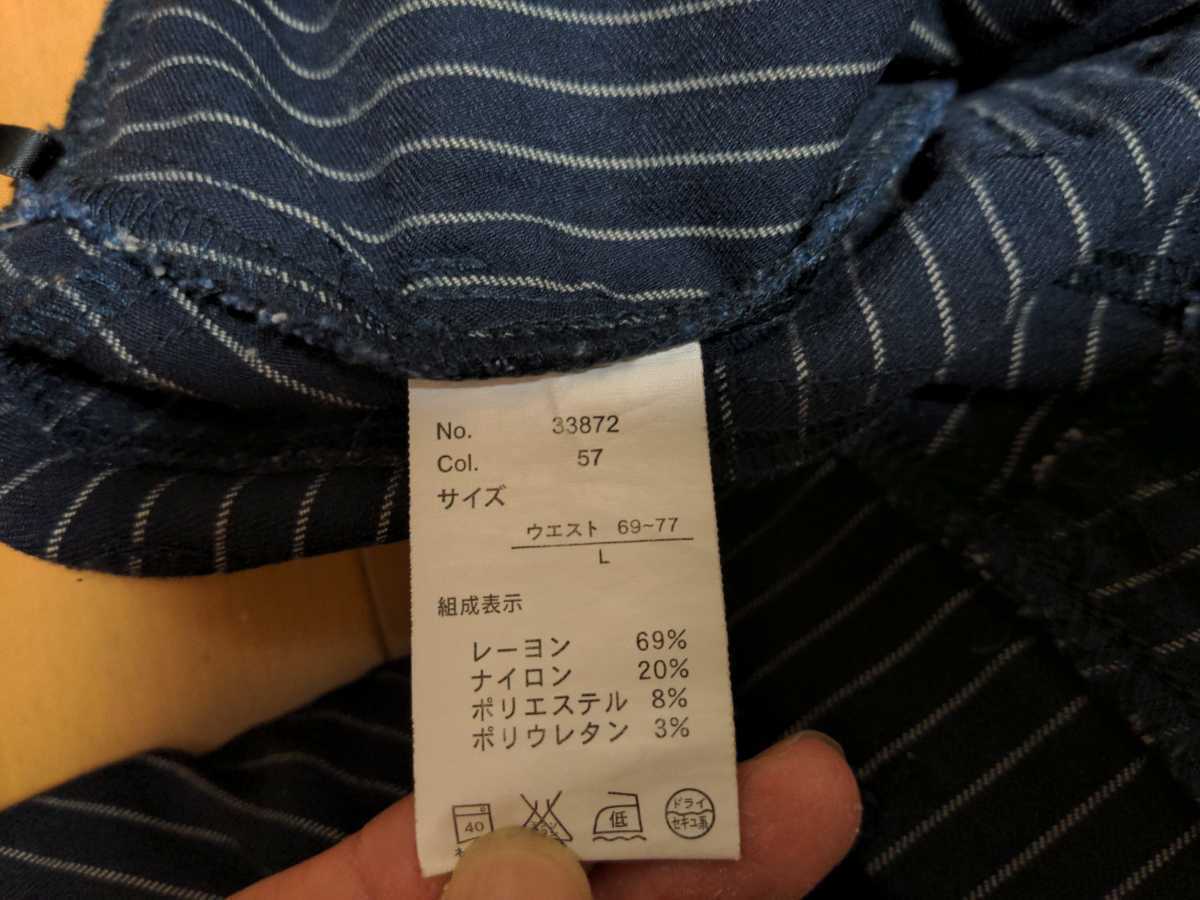 No. 33872
Col. 57
サイズ
ウエスト 69~77
L
組成表示
レーヨン 69%
ナイロン 20%
ポリエステル 8%
ポリウレタン 3%
40
低
ドライ
セキユ系